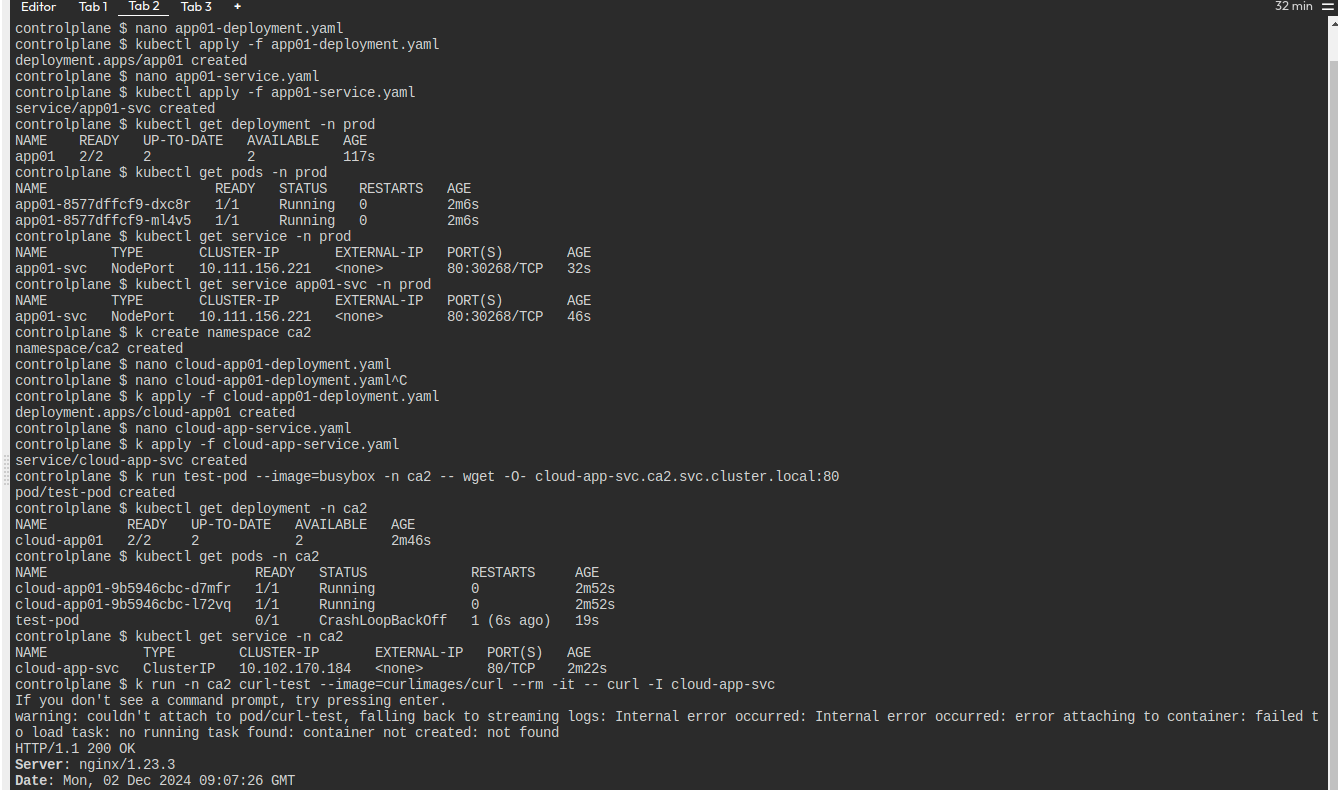 Editor Tab 1 Tab 2 Tab 3 + 32 min
controlplane $ nano app01-deployment.yaml
controlplane $ kubectl apply -f app01-deployment.yaml
deployment.apps/app01 created
controlplane $ nano app01-service.yaml
controlplane $ kubectl apply -f app01-service.yaml
service/app01-svc created
controlplane $ kubectl get deployment -n prod
NAME    READY   UP-TO-DATE   AVAILABLE   AGE
app01   2/2     2            2           117s
controlplane $ kubectl get pods -n prod
NAME                     READY   STATUS    RESTARTS   AGE
app01-8577dffcf9-dxc8r   1/1     Running   0          2m6s
app01-8577dffcf9-ml4v5   1/1     Running   0          2m6s
controlplane $ kubectl get service -n prod
NAME        TYPE       CLUSTER-IP       EXTERNAL-IP   PORT(S)        AGE
app01-svc   NodePort   10.111.156.221   <none>        80:30268/TCP   32s
controlplane $ kubectl get service app01-svc -n prod
NAME        TYPE       CLUSTER-IP       EXTERNAL-IP   PORT(S)        AGE
app01-svc   NodePort   10.111.156.221   <none>        80:30268/TCP   46s
controlplane $ k create namespace ca2
namespace/ca2 created
controlplane $ nano cloud-app01-deployment.yaml
controlplane $ nano cloud-app01-deployment.yaml^C
controlplane $ k apply -f cloud-app01-deployment.yaml
deployment.apps/cloud-app01 created
controlplane $ nano cloud-app-service.yaml
controlplane $ k apply -f cloud-app-service.yaml
service/cloud-app-svc created
controlplane $ k run test-pod --image=busybox -n ca2 -- wget -O- cloud-app-svc.ca2.svc.cluster.local:80
pod/test-pod created
controlplane $ kubectl get deployment -n ca2
NAME          READY   UP-TO-DATE   AVAILABLE   AGE
cloud-app01   2/2     2            2           2m46s
controlplane $ kubectl get pods -n ca2
NAME                          READY   STATUS             RESTARTS     AGE
cloud-app01-9b5946cbc-d7mfr   1/1     Running            0            2m52s
cloud-app01-9b5946cbc-l72vq   1/1     Running            0            2m52s
test-pod                      0/1     CrashLoopBackOff   1 (6s ago)   19s
controlplane $ kubectl get service -n ca2
NAME            TYPE        CLUSTER-IP       EXTERNAL-IP   PORT(S)   AGE
cloud-app-svc   ClusterIP   10.102.170.184   <none>        80/TCP    2m22s
controlplane $ k run -n ca2 curl-test --image=curlimages/curl --rm -it -- curl -I cloud-app-svc
If you don't see a command prompt, try pressing enter.
warning: couldn't attach to pod/curl-test, falling back to streaming logs: Internal error occurred: Internal error occurred: error attaching to container: failed t
o load task: no running task found: container not created: not found
HTTP/1.1 200 OK
Server: nginx/1.23.3
Date: Mon, 02 Dec 2024 09:07:26 GMT